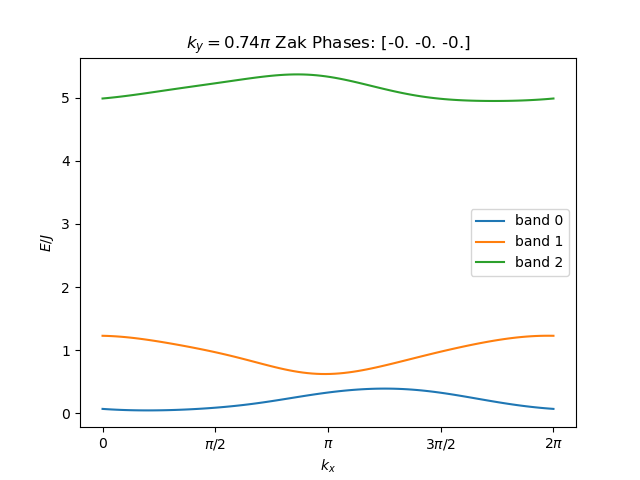 $k_y = 0.74\pi$ Zak Phases: [-0. -0. -0.]
5
4
3
2
1
0
E/J
band 0
band 1
band 2
0
π/2
π
3π/2
2π
$k_x$